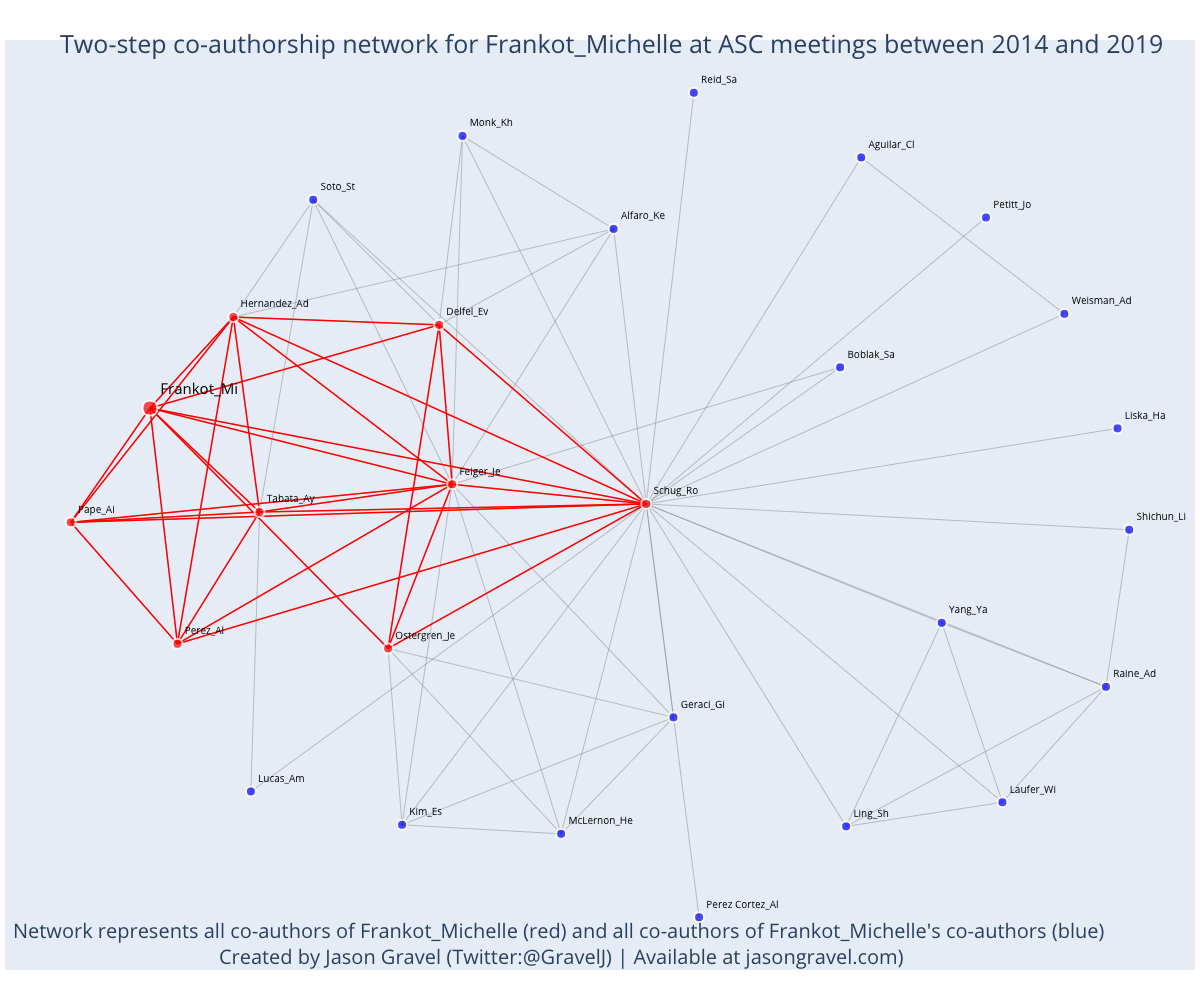 Two-step co-authorship network for Frankot_Michelle at ASC meetings between 2014 and 2019
Reid_Sa
Monk_Kh
Aguilar_Cl
Soto_St
Petitt_Jo
Alfaro_Ke
Hernandez_Ad
Weisman_Ad
Delfel_Ev
Boblak_Sa
Frankot_Mi
Liska_Ha
Feiger_Je
Schug_Ro
Tabata_Ay
Pape_Ai
Shichun_Li
Yang_Ya
Perez_Al
Ostergren_Je
Raine_Ad
Geraci_Gi
Lucas_Am
Laufer_Wi
Kim_Es
McLernon_He
Ling_Sh
Perez Cortez_Al
Network represents all co-authors of Frankot_Michelle (red) and all co-authors of Frankot_Michelle's co-authors (blue)
Created by Jason Gravel (Twitter:@GravelJ) | Available at jasongravel.com)